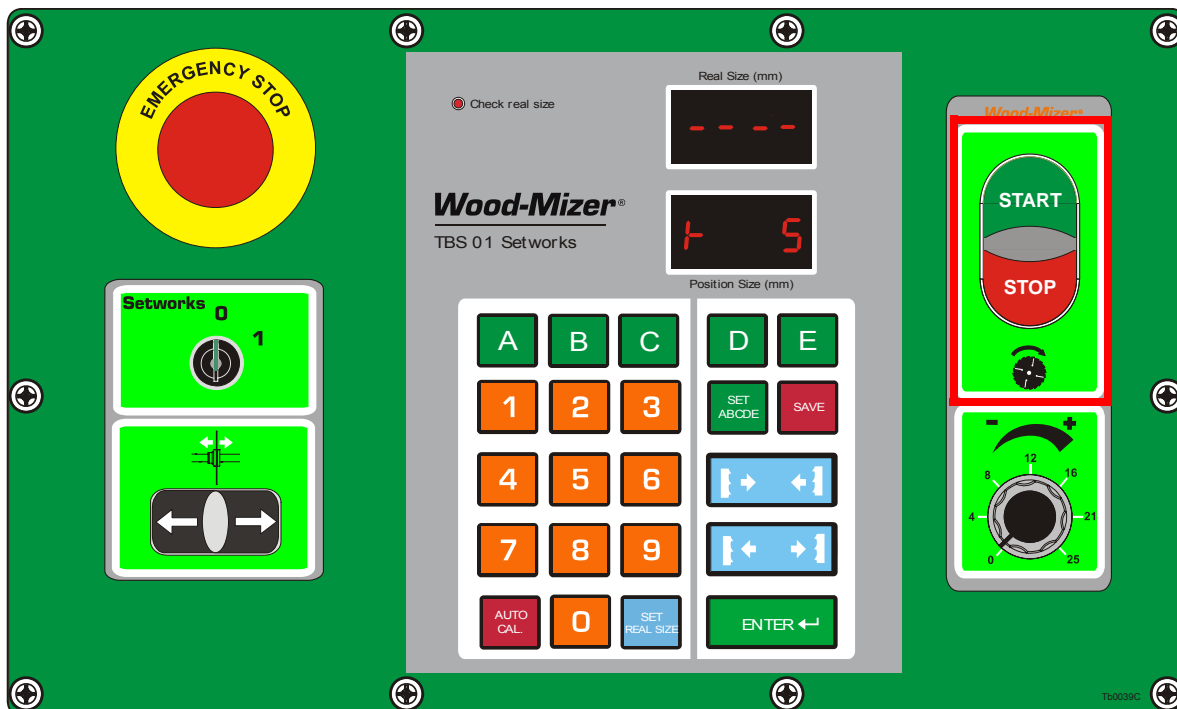 EMERGENCY STOP
Setworks
0
1
Check real size
Real Size (mm)
- - - -
Wood-Mizer®
TBS 01 Setworks
5
Position Size (mm)
A B C D E
1 2 3
SET
ABCDE
SAVE
4 5 6
7 8 9
AUTO
CAL.
0
SET
REAL SIZE
ENTER
Wood-Mizer®
START
STOP
- +
0 4 8 12 16 21 25
Tb0039C